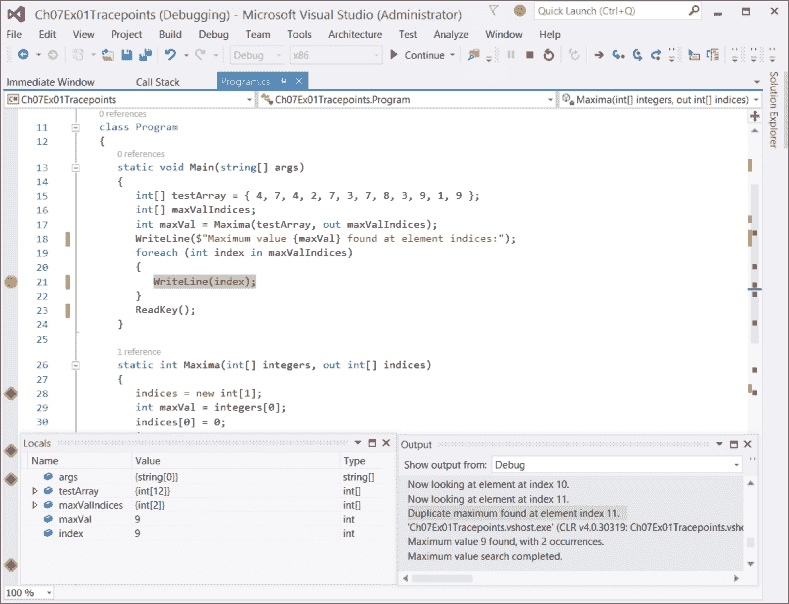 Ch07Ex01Tracepoints (Debugging) - Microsoft Visual Studio (Administrator)
Quick Launch (Ctrl+Q)
File Edit View Project Build Debug Team Tools Architecture Test Analyze Window Help
Debug x86 Continue
Immediate Window Call Stack Program.cs
Solution Explorer
C# Ch07Ex01Tracepoints Ch07Ex01Tracepoints.Program Maxima(int[] integers, out int[] indices)
0 references
11 class Program
12 {
0 references
13 static void Main(string[] args)
14 {
15 int[] testArray = { 4, 7, 4, 2, 7, 3, 7, 8, 3, 9, 1, 9 };
16 int[] maxValIndices;
17 int maxVal = Maxima(testArray, out maxValIndices);
18 WriteLine($"Maximum value {maxVal} found at element indices:");
19 foreach (int index in maxValIndices)
20 {
21 WriteLine(index);
22 }
23 ReadKey();
24 }
25
1 reference
26 static int Maxima(int[] integers, out int[] indices)
27 {
28 indices = new int[1];
29 int maxVal = integers[0];
30 indices[0] = 0;
Locals
Name Value Type
args {string[0]} string[]
testArray {int[12]} int[]
maxValIndices {int[2]} int[]
maxVal 9 int
index 9 int
Output
Show output from: Debug
Now looking at element at index 10.
Now looking at element at index 11.
Duplicate maximum found at element index 11.
'Ch07Ex01Tracepoints.vshost.exe' (CLR v4.0.30319: Ch07Ex01Tracepoints.vsho
Maximum value 9 found, with 2 occurrences.
Maximum value search completed.
100 %